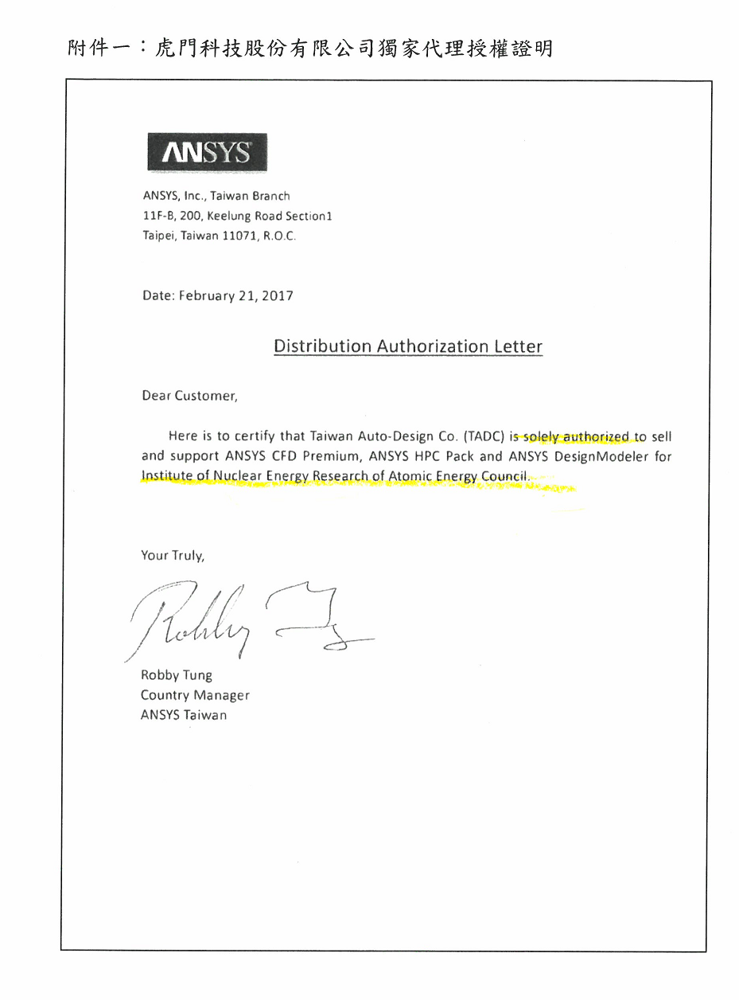 附件一：虎門科技股份有限公司獨家代理授權證明
ANSYS
ANSYS, Inc., Taiwan Branch
11F-B, 200, Keelung Road Section1
Taipei, Taiwan 11071, R.O.C.
Date: February 21, 2017
Distribution Authorization Letter
Dear Customer,
Here is to certify that Taiwan Auto-Design Co. (TADC) is solely authorized to sell
and support ANSYS CFD Premium, ANSYS HPC Pack and ANSYS DesignModeler for
Institute of Nuclear Energy Research of Atomic Energy Council.
Your Truly,
Robby Tung
Country Manager
ANSYS Taiwan